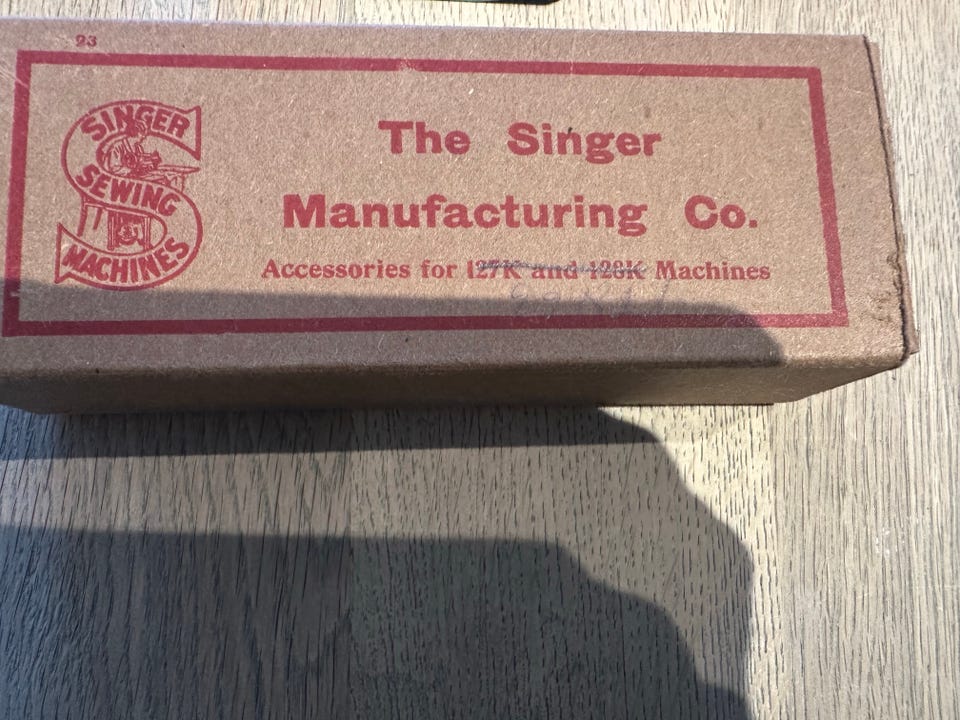 23
SINGER
SEWING
MACHINES
The Singer
Manufacturing Co.
Accessories for 127K and 128K Machines